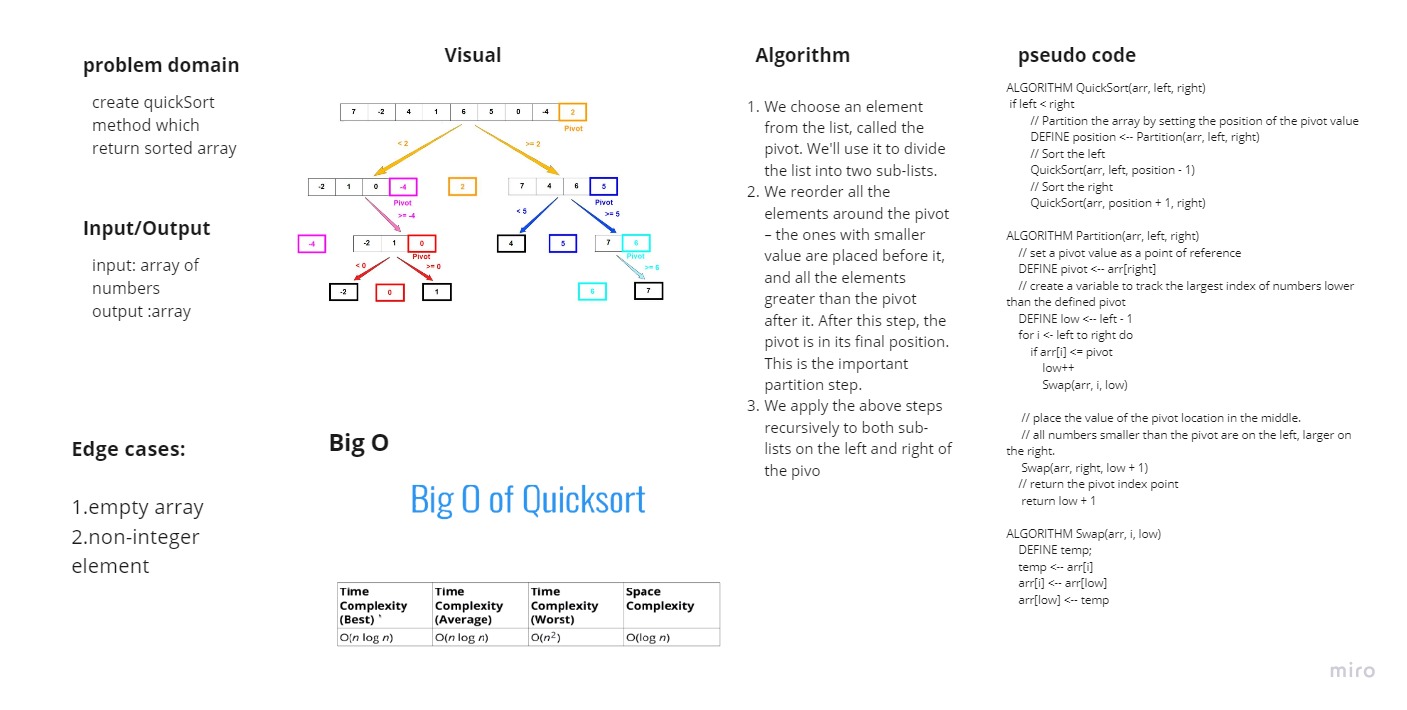 problem domain
create quickSort
method which
return sorted array
Input/Output
input: array of
numbers
output :array
Edge cases:
1.empty array
2.non-integer
element
Visual
7 -2 4 1 6 5 0 -4 2
Pivot
< 2 >= 2
-2 1 0 -4 2 7 4 6 5
Pivot Pivot
>= -4 < 5 >= 5
-4 -2 1 0 4 5 7 6
Pivot Pivot
< 0 >= 0 >= 6
-2 0 1 6 7
Big O
Big O of Quicksort
Time Complexity (Best) ` Time Complexity (Average) Time Complexity (Worst) Space Complexity
O(n log n) O(n log n) O(n²) O(log n)
Algorithm
1. We choose an element
from the list, called the
pivot. We'll use it to divide
the list into two sub-lists.
2. We reorder all the
elements around the pivot
– the ones with smaller
value are placed before it,
and all the elements
greater than the pivot
after it. After this step, the
pivot is in its final position.
This is the important
partition step.
3. We apply the above steps
recursively to both sub-
lists on the left and right of
the pivo
pseudo code
ALGORITHM QuickSort(arr, left, right)
if left < right
// Partition the array by setting the position of the pivot value
DEFINE position <-- Partition(arr, left, right)
// Sort the left
QuickSort(arr, left, position - 1)
// Sort the right
QuickSort(arr, position + 1, right)
ALGORITHM Partition(arr, left, right)
// set a pivot value as a point of reference
DEFINE pivot <-- arr[right]
// create a variable to track the largest index of numbers lower
than the defined pivot
DEFINE low <-- left - 1
for i <- left to right do
if arr[i] <= pivot
low++
Swap(arr, i, low)
// place the value of the pivot location in the middle.
// all numbers smaller than the pivot are on the left, larger on
the right.
Swap(arr, right, low + 1)
// return the pivot index point
return low + 1
ALGORITHM Swap(arr, i, low)
DEFINE temp;
temp <-- arr[i]
arr[i] <-- arr[low]
arr[low] <-- temp
miro